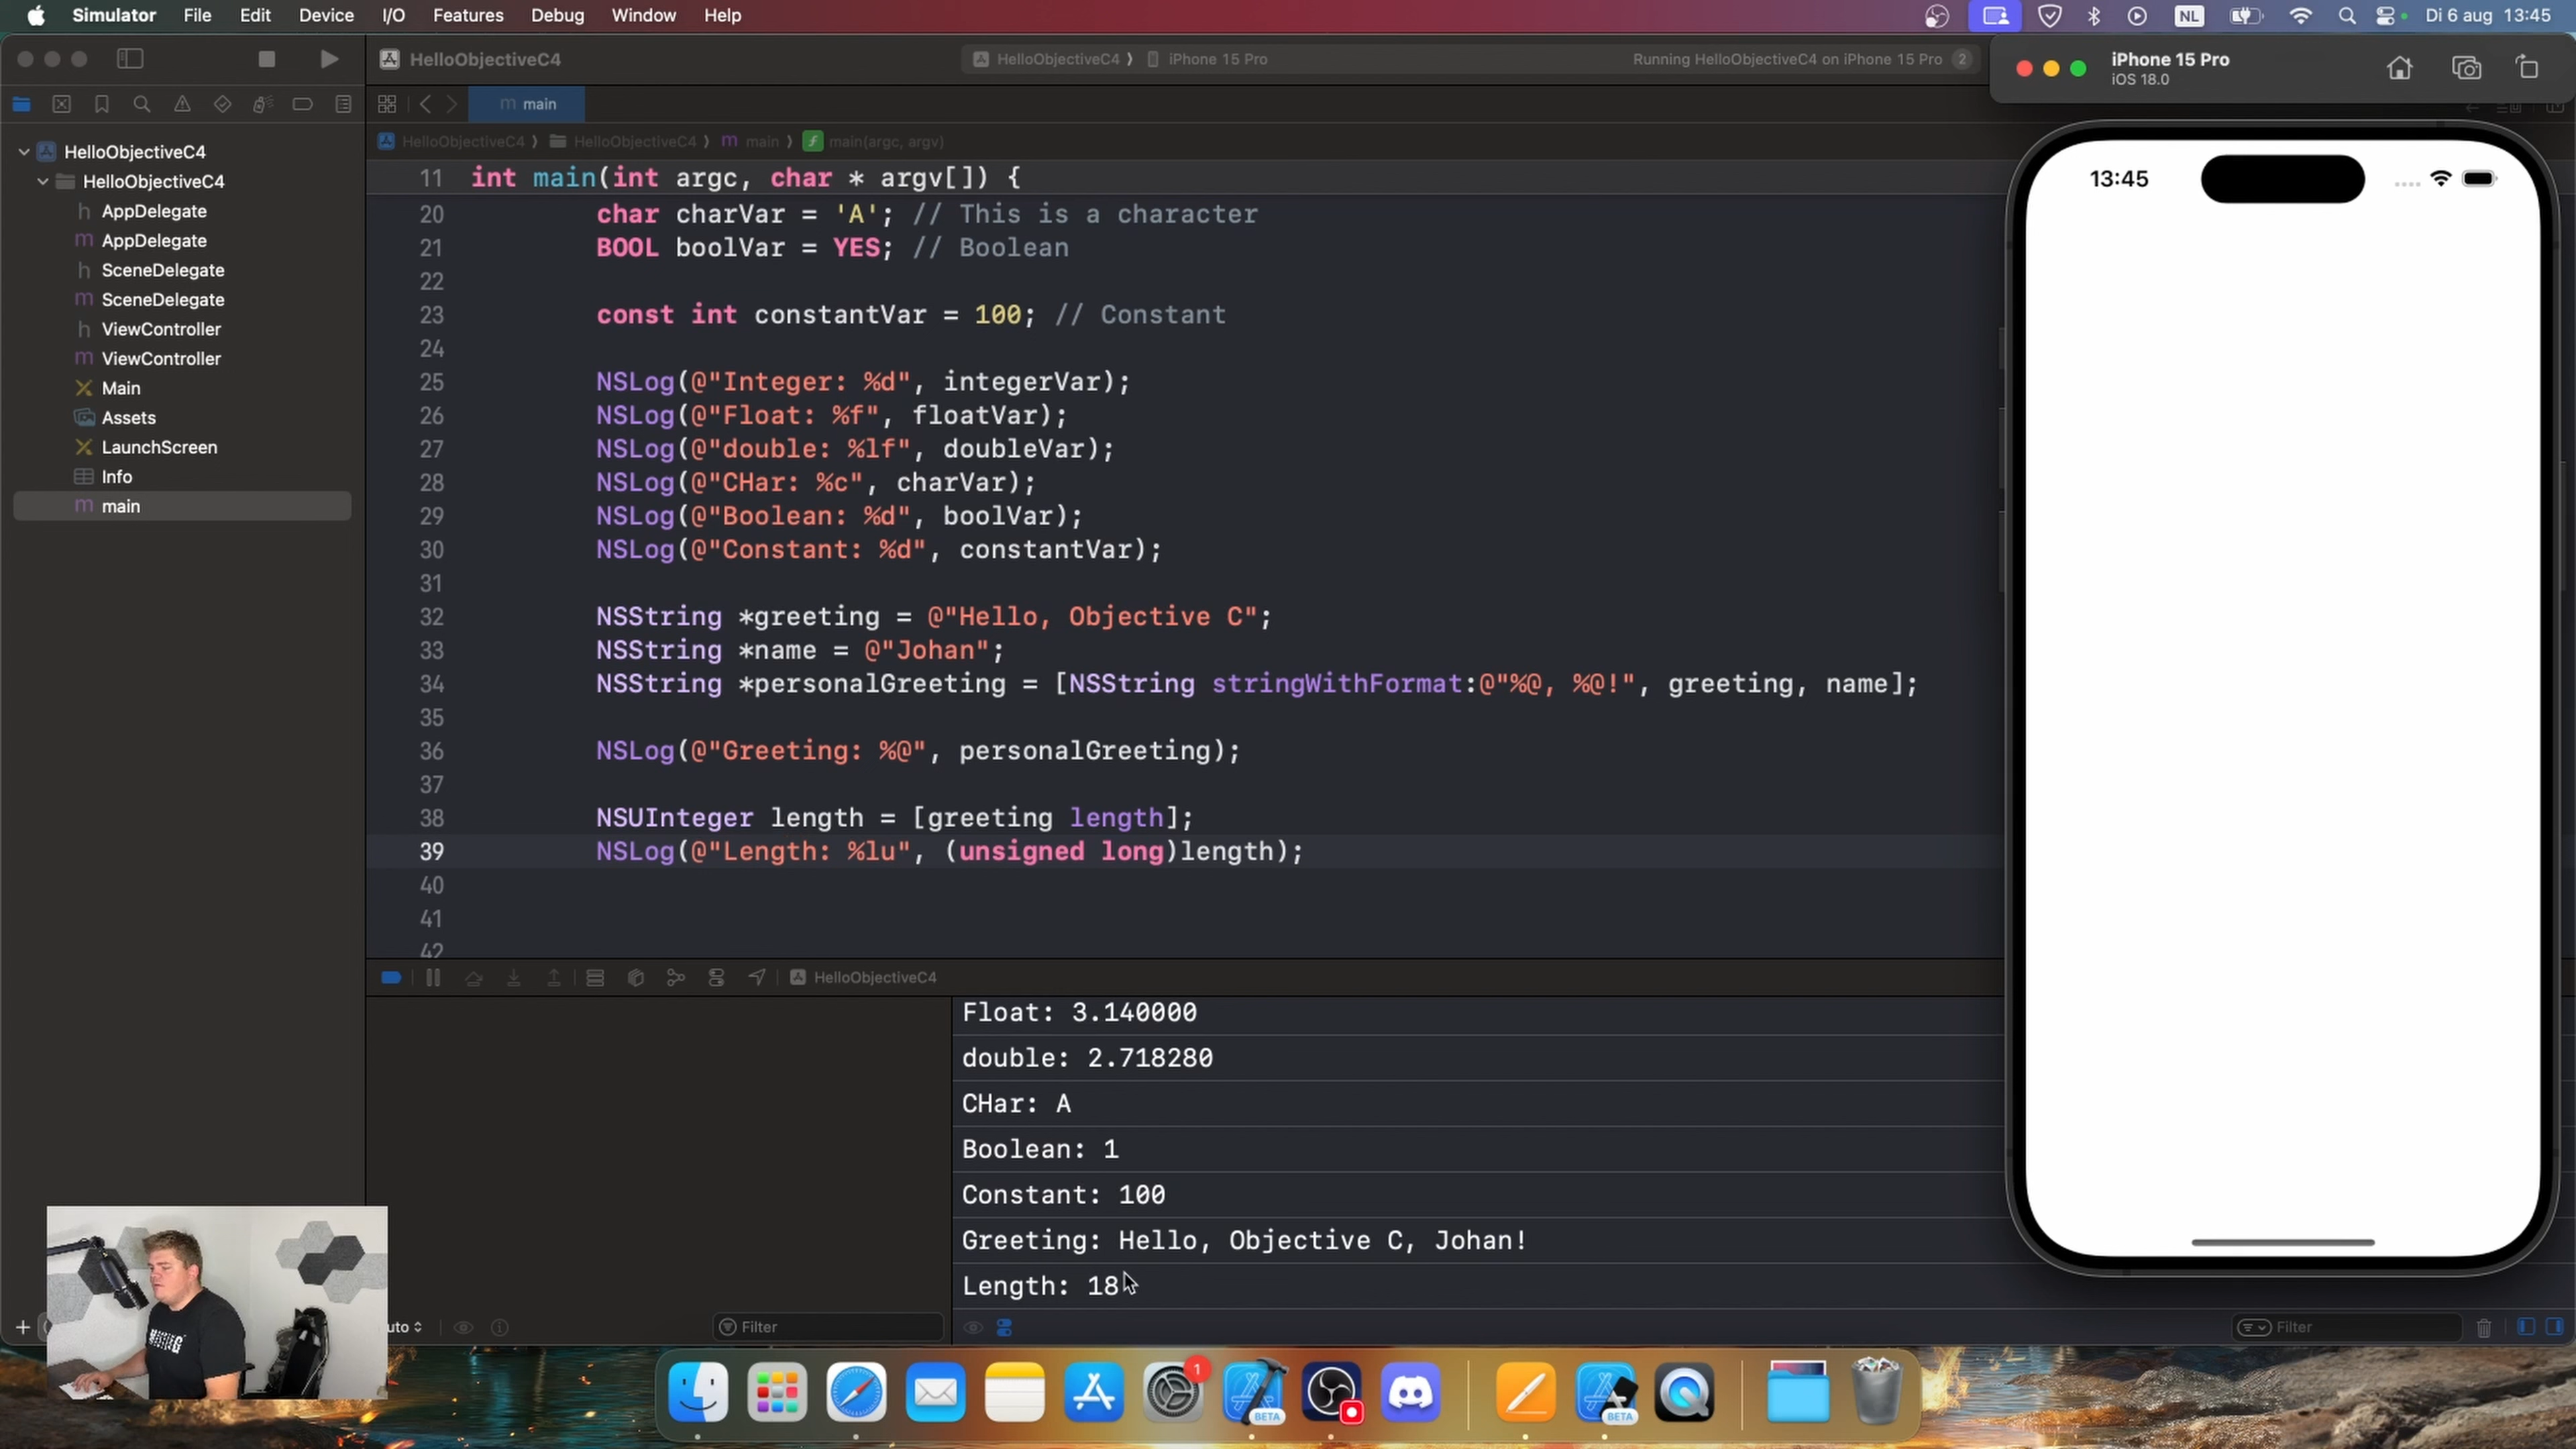 Simulator File Edit Device I/O Features Debug Window Help NL Di 6 aug 13:45
HelloObjectiveC4 HelloObjectiveC4 ⟩ iPhone 15 Pro Running HelloObjectiveC4 on iPhone 15 Pro 2
iPhone 15 Pro
iOS 18.0
m main
HelloObjectiveC4 ⟩ HelloObjectiveC4 ⟩ m main ⟩ f main(argc, argv)
HelloObjectiveC4
HelloObjectiveC4
h AppDelegate
m AppDelegate
h SceneDelegate
m SceneDelegate
h ViewController
m ViewController
Main
Assets
LaunchScreen
Info
m main
11 int main(int argc, char * argv[]) {
20 char charVar = 'A'; // This is a character
21 BOOL boolVar = YES; // Boolean
22
23 const int constantVar = 100; // Constant
24
25 NSLog(@"Integer: %d", integerVar);
26 NSLog(@"Float: %f", floatVar);
27 NSLog(@"double: %lf", doubleVar);
28 NSLog(@"CHar: %c", charVar);
29 NSLog(@"Boolean: %d", boolVar);
30 NSLog(@"Constant: %d", constantVar);
31
32 NSString *greeting = @"Hello, Objective C";
33 NSString *name = @"Johan";
34 NSString *personalGreeting = [NSString stringWithFormat:@"%@, %@!", greeting, name];
35
36 NSLog(@"Greeting: %@", personalGreeting);
37
38 NSUInteger length = [greeting length];
39 NSLog(@"Length: %lu", (unsigned long)length);
40
41
42
13:45
HelloObjectiveC4
Float: 3.140000
double: 2.718280
CHar: A
Boolean: 1
Constant: 100
Greeting: Hello, Objective C, Johan!
Length: 18
uto Filter Filter
1
BETA BETA